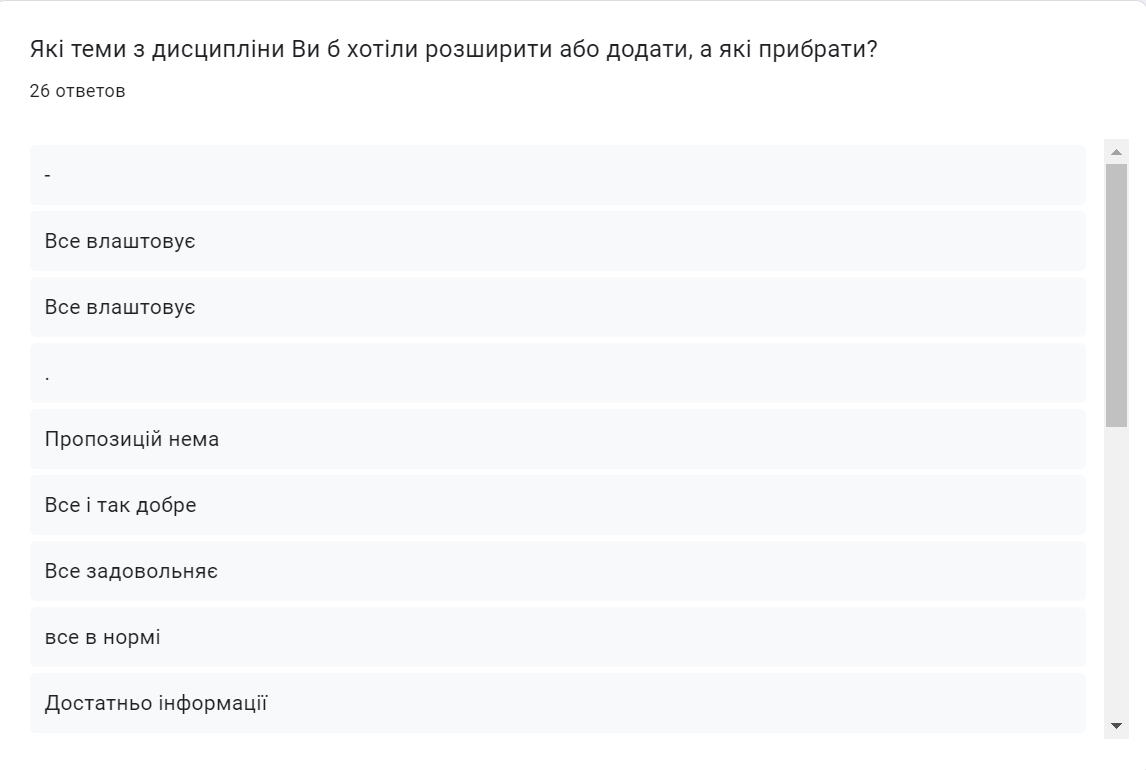 Які теми з дисципліни Ви б хотіли розширити або додати, а які прибрати?
26 ответов
-
Все влаштовує
Все влаштовує
.
Пропозицій нема
Все і так добре
Все задовольняє
все в нормі
Достатньо інформації